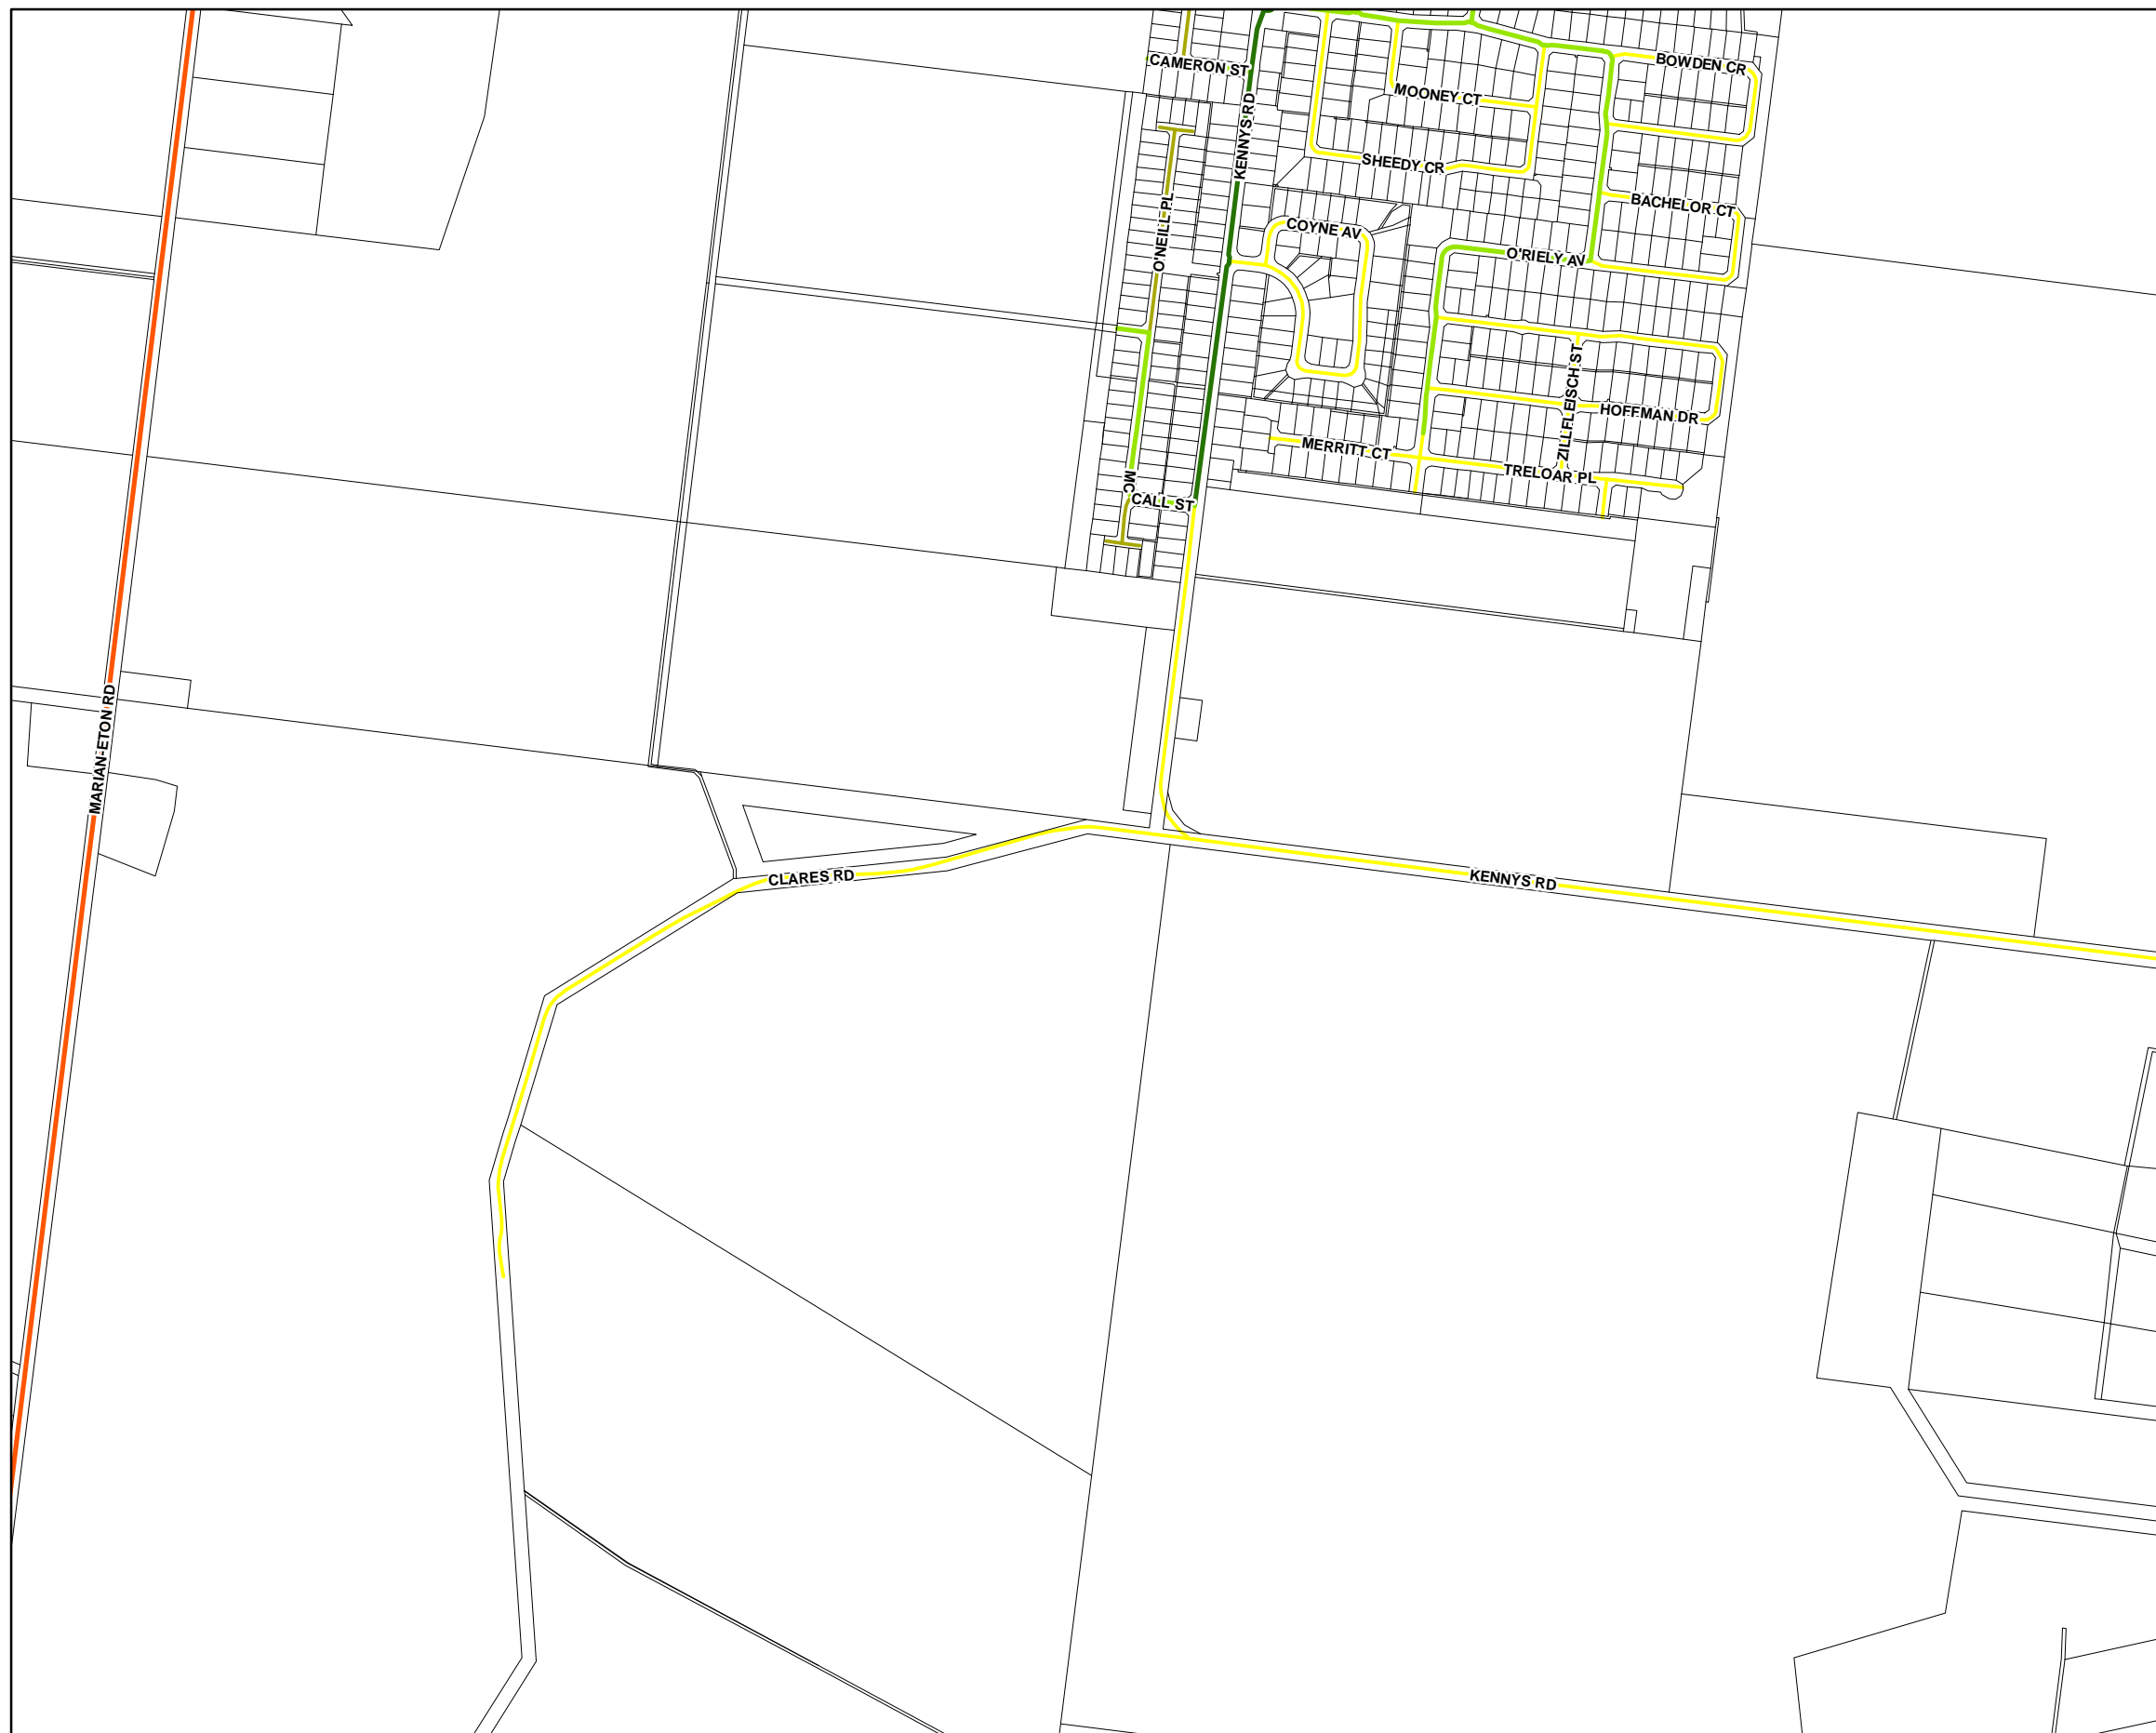 CAMERON ST
BOWDEN CR
MOONEY CT
KENNYS RD
SHEEDY CR
BACHELOR CT
O'NEILL PL
COYNE AV
O'RIELY AV
ZILLFLEISCH ST
HOFFMAN DR
MERRITT CT
TRELOAR PL
MC
CALL ST
MARIAN-ETON RD
CLARES RD
KENNYS RD